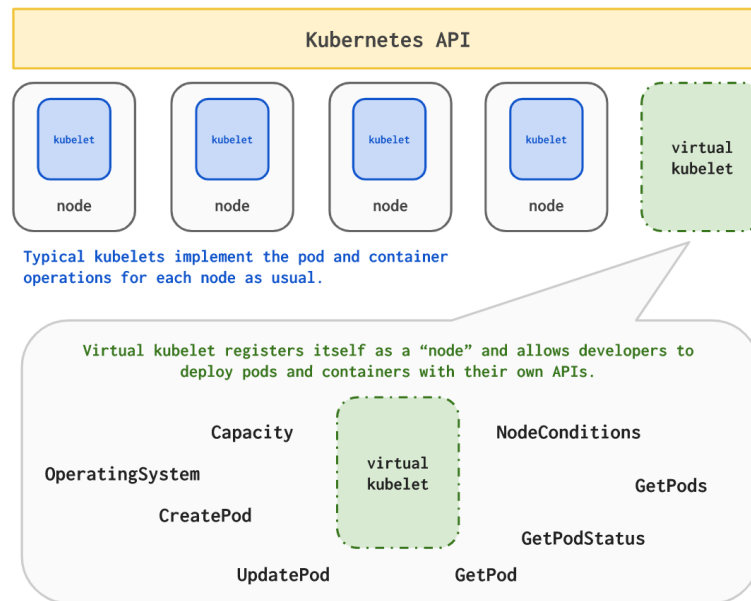 Kubernetes API
kubelet
kubelet
kubelet
kubelet
virtual
kubelet
node
node
node
node
Typical kubelets implement the pod and container
operations for each node as usual.
Virtual kubelet registers itself as a “node” and allows developers to
deploy pods and containers with their own APIs.
Capacity
NodeConditions
virtual
kubelet
OperatingSystem
GetPods
CreatePod
GetPodStatus
UpdatePod
GetPod